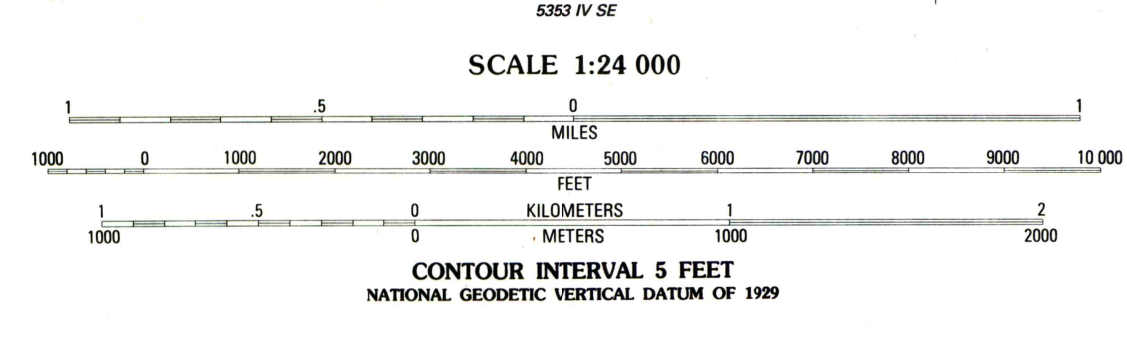 5353 IV SE
SCALE 1:24 000
1 .5 0 1
MILES
1000 0 1000 2000 3000 4000 5000 6000 7000 8000 9000 10 000
FEET
1 .5 0 KILOMETERS 1 2
1000 0 METERS 1000 2000
CONTOUR INTERVAL 5 FEET
NATIONAL GEODETIC VERTICAL DATUM OF 1929